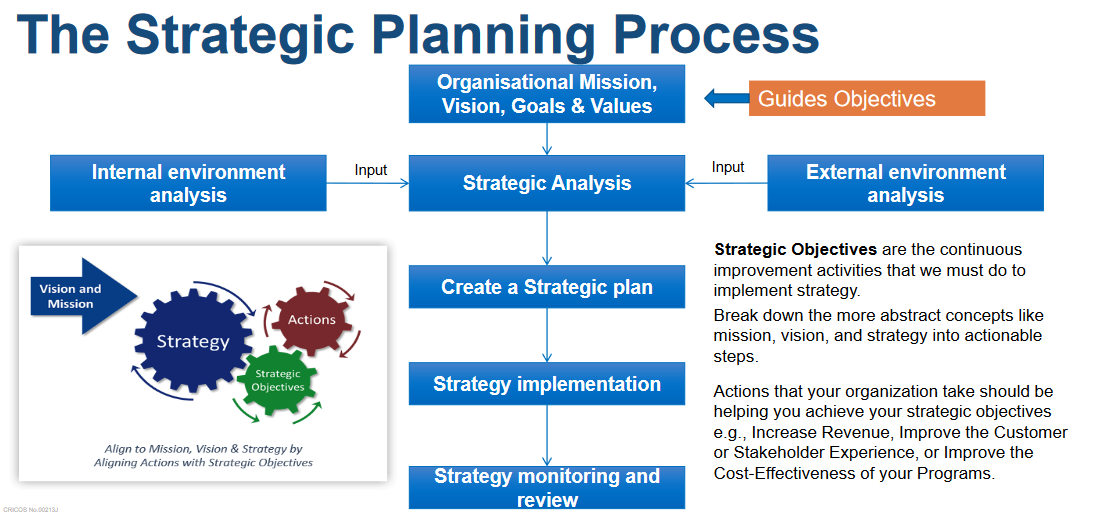 The Strategic Planning Process
Organisational Mission,
Vision, Goals & Values
Guides Objectives
Internal environment
analysis
Input
Strategic Analysis
Input
External environment
analysis
Vision and
Mission
Strategy
Actions
Strategic
Objectives
Align to Mission, Vision & Strategy by
Aligning Actions with Strategic Objectives
Create a Strategic plan
Strategy implementation
Strategy monitoring and
review
Strategic Objectives are the continuous
improvement activities that we must do to
implement strategy.
Break down the more abstract concepts like
mission, vision, and strategy into actionable
steps.
Actions that your organization take should be
helping you achieve your strategic objectives
e.g., Increase Revenue, Improve the Customer
or Stakeholder Experience, or Improve the
Cost-Effectiveness of your Programs.
CRICOS No.00213J